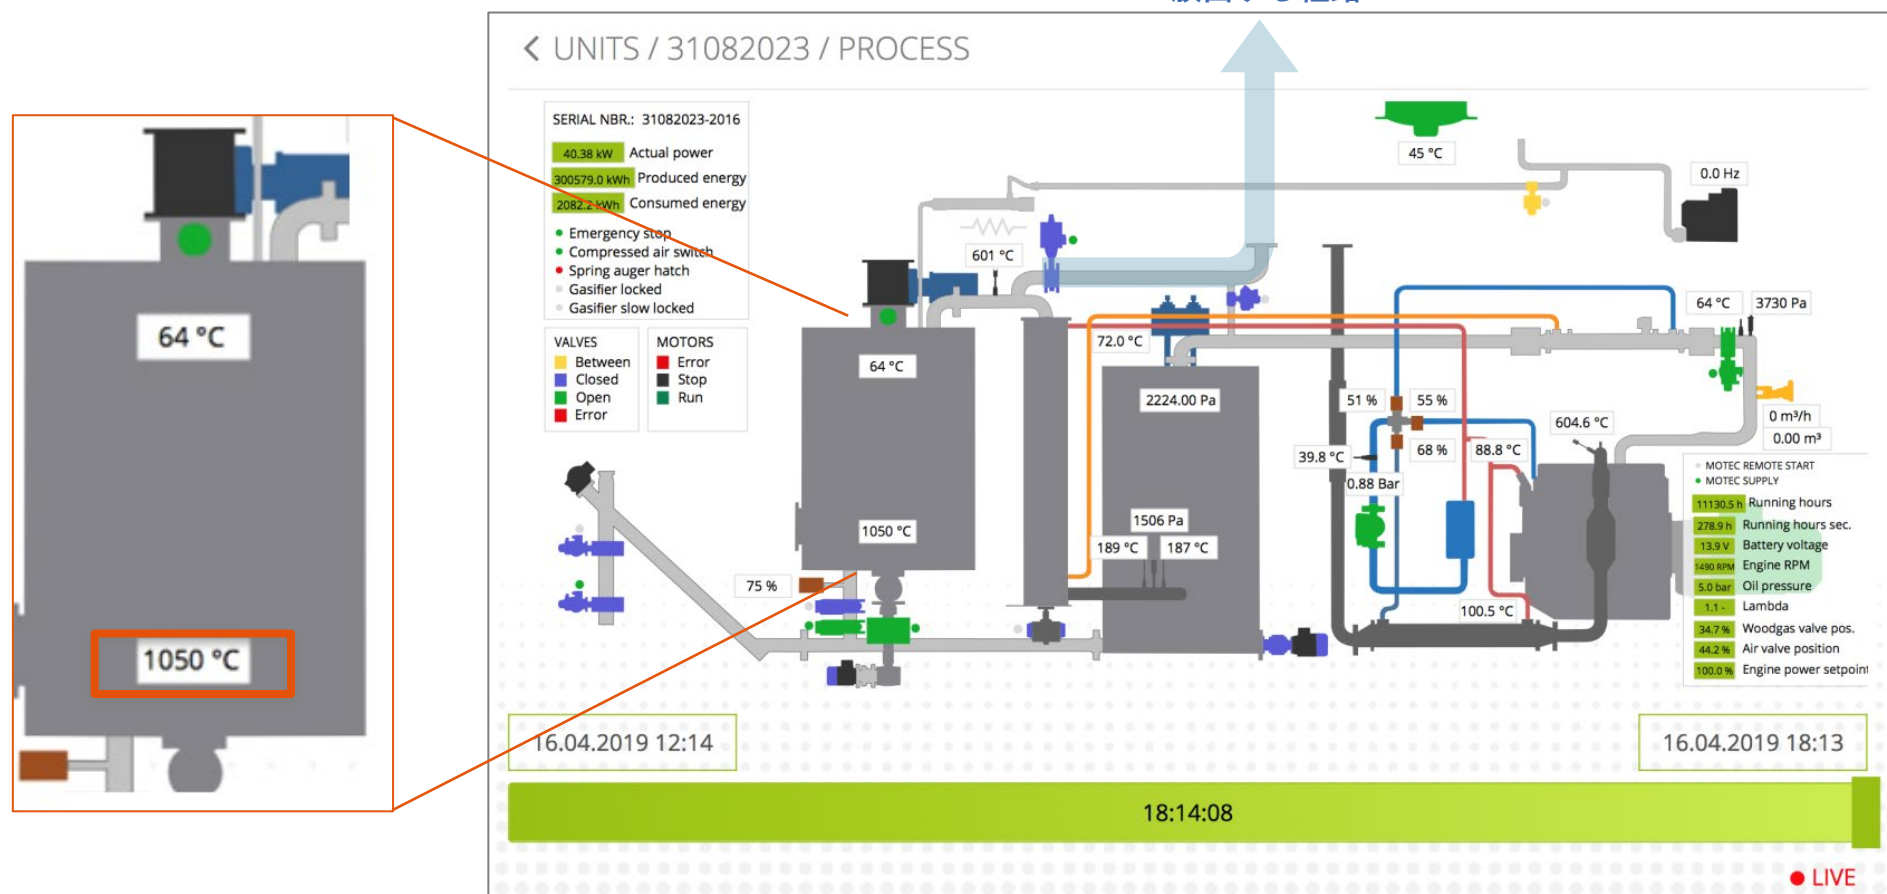 UNITS / 31082023 / PROCESS
SERIAL NBR.: 31082023-2016
40.38 kW Actual power
300579.0 kWh Produced energy
2082.2 kWh Consumed energy
Emergency stop
Compressed air switch
Spring auger hatch
Gasifier locked
Gasifier slow locked
VALVES
Between
Closed
Open
Error
MOTORS
Error
Stop
Run
64 °C
1050 °C
45 °C
0.0 Hz
601 °C
64 °C
3730 Pa
72.0 °C
64 °C
2224.00 Pa
51 %
55 %
68 %
0 m³/h
0.00 m³
604.6 °C
39.8 °C
88.8 °C
0.88 Bar
1506 Pa
189 °C
187 °C
1050 °C
75 %
100.5 °C
MOTEC REMOTE START
MOTEC SUPPLY
11130.5 h Running hours
278.9 h Running hours sec.
13.9 V Battery voltage
1490 RPM Engine RPM
5.0 bar Oil pressure
1.1 - Lambda
34.7 % Woodgas valve pos.
44.2 % Air valve position
100.0 % Engine power setpoint
16.04.2019 12:14
16.04.2019 18:13
18:14:08
LIVE